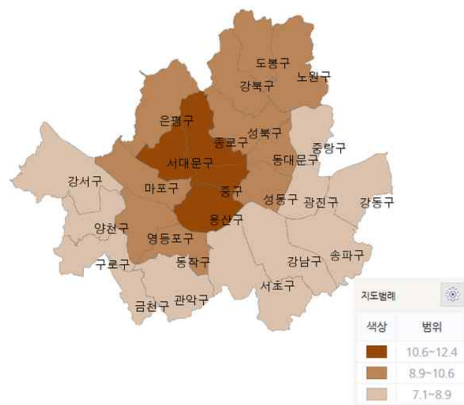 도봉구
노원구
강북구
은평구
성북구
종로구
중랑구
동대문구
서대문구
강서구
마포구
중구
성동구
광진구
강동구
용산구
양천구
영등포구
동작구
구로구
강남구
송파구
서초구
관악구
금천구
지도범례
색상 범위
10.6~12.4
8.9~10.6
7.1~8.9